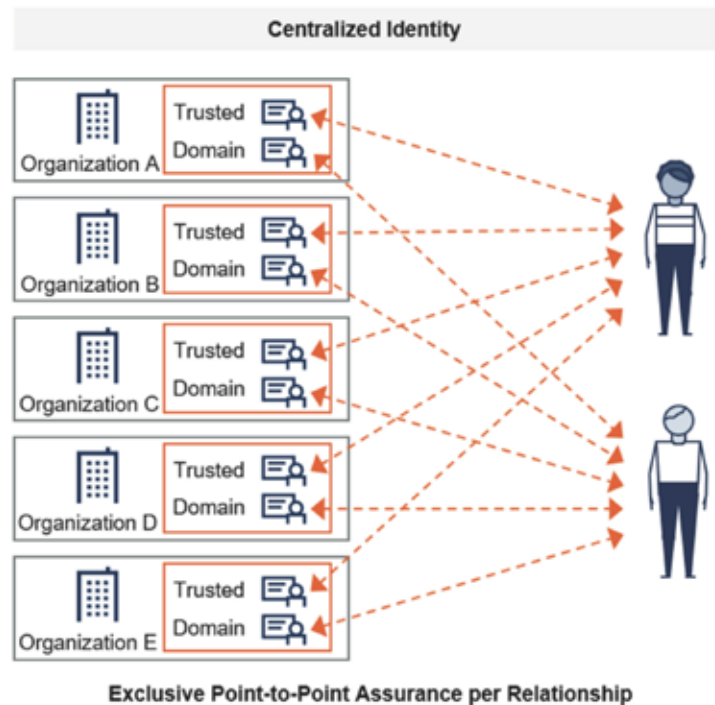 Centralized Identity
Trusted
Domain
Organization A
Trusted
Domain
Organization B
Trusted
Domain
Organization C
Trusted
Domain
Organization D
Trusted
Domain
Organization E
Exclusive Point-to-Point Assurance per Relationship